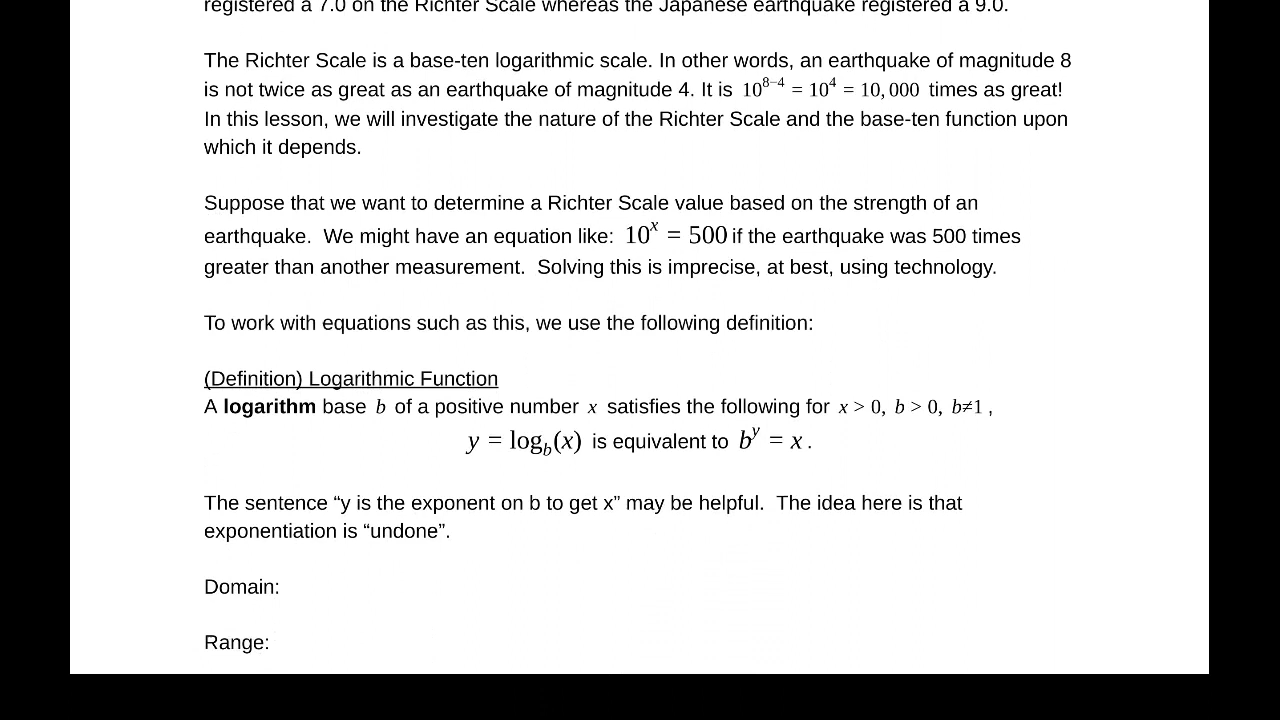 registered a 7.0 on the Richter Scale whereas the Japanese earthquake registered a 9.0.
The Richter Scale is a base-ten logarithmic scale. In other words, an earthquake of magnitude 8
is not twice as great as an earthquake of magnitude 4. It is 10^{8–4} = 10^4 = 10, 000 times as great!
In this lesson, we will investigate the nature of the Richter Scale and the base-ten function upon
which it depends.
Suppose that we want to determine a Richter Scale value based on the strength of an
earthquake. We might have an equation like: 10^x = 500 if the earthquake was 500 times
greater than another measurement. Solving this is imprecise, at best, using technology.
To work with equations such as this, we use the following definition:
(Definition) Logarithmic Function
A logarithm base b of a positive number x satisfies the following for x > 0, b > 0, b≠1 ,
y = log_b(x) is equivalent to b^y = x .
The sentence “y is the exponent on b to get x” may be helpful. The idea here is that
exponentiation is “undone”.
Domain:
Range: